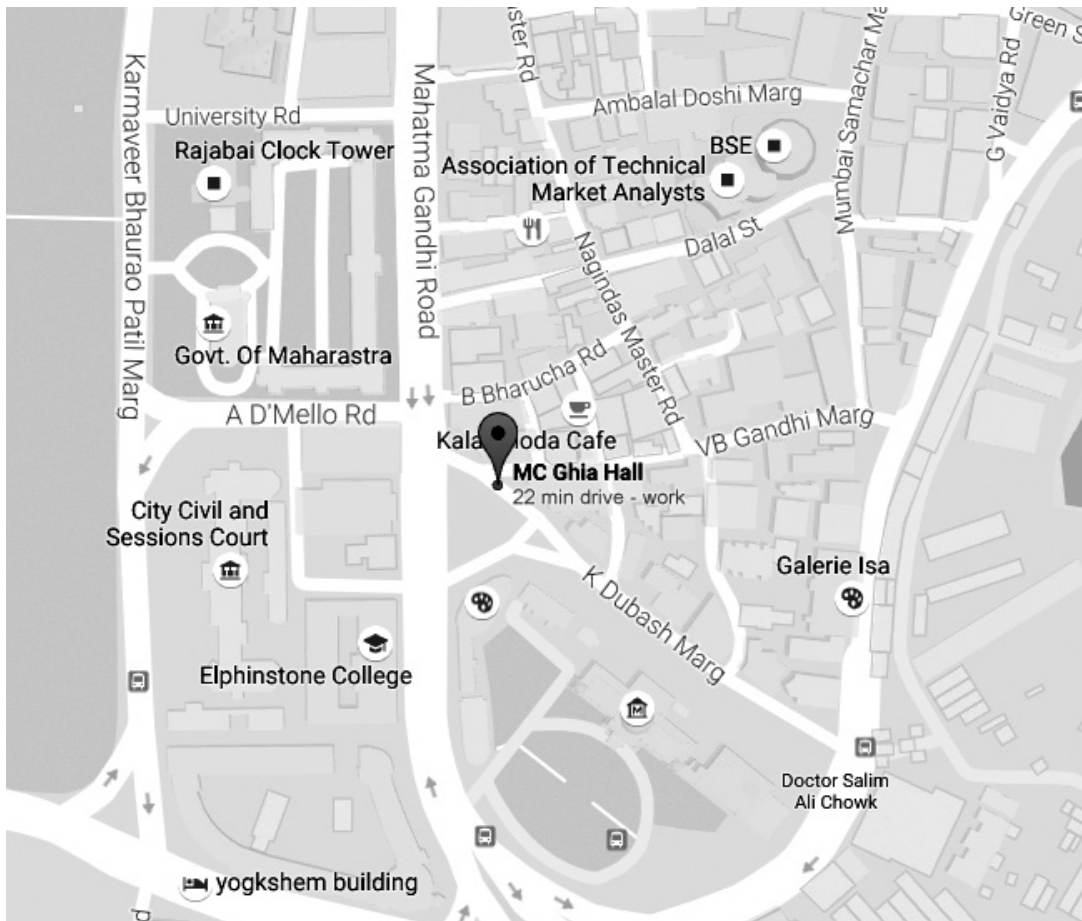 Green S
University Rd
Rajabai Clock Tower
Karmaveer Bhaurao Patil Marg
Mahatma Gandhi Road
Ambalal Doshi Marg
BSE
Association of Technical
Market Analysts
Mumbai Samachar Ma
G Vaidya Rd
Dalal St
Nagindas Master Rd
Govt. Of Maharastra
B Bharucha Rd
A D'Mello Rd
VB Gandhi Marg
MC Ghia Hall
22 min drive - work
City Civil and
Sessions Court
Galerie Isa
K Dubash Marg
Elphinstone College
Doctor Salim
Ali Chowk
yogkshem building